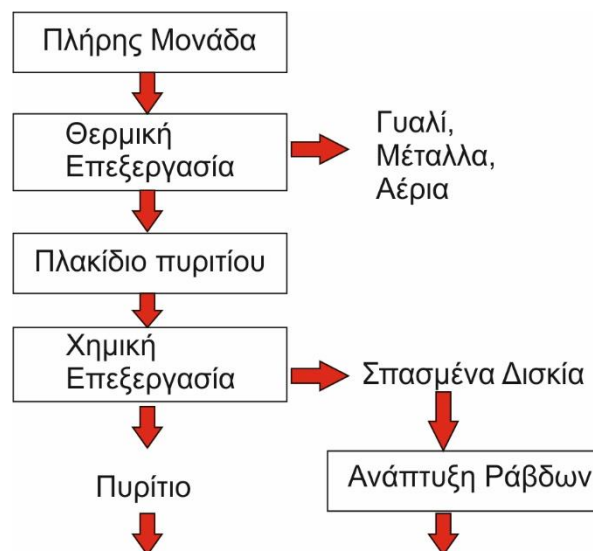 Πλήρης Μονάδα
Θερμική
Επεξεργασία
Γυαλί,
Μέταλλα,
Αέρια
Πλακίδιο πυριτίου
Χημική
Επεξεργασία
Σπασμένα Δισκία
Πυρίτιο
Ανάπτυξη Ράβδων